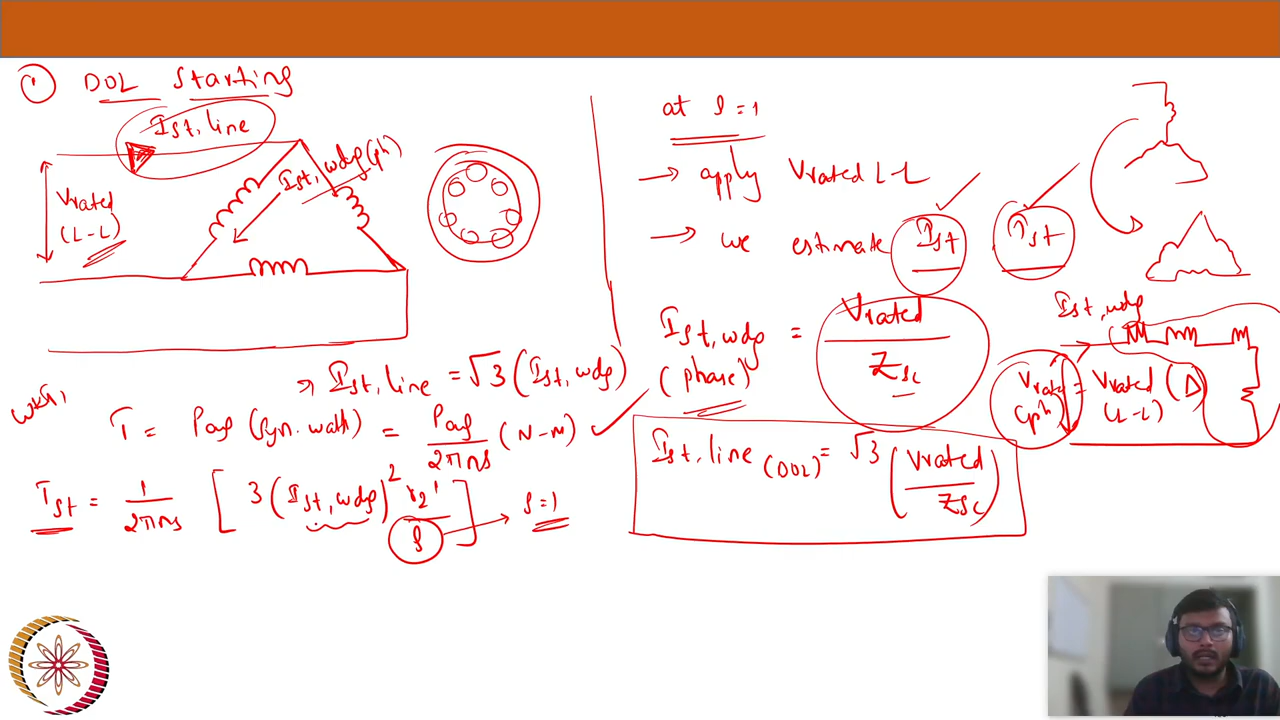 ① DOL Starting
Ist, line
Ist, wdg (ph)
Vrated
(L-L)
⇒ Ist, line = √3 (Ist, wdg)
wkt,
T = Pag (syn. watt) = Pag / 2πns (N-m) ✓
Tst = 1 / 2πns [ 3 (Ist, wdg)² r2' / s ] → s=1
at s=1
→ apply Vrated L-L
→ we estimate Ist Tst
Ist, wdg = Vrated / Zsc
(phase)
Ist, wdg
Vrated = Vrated (Δ)
(ph) (L-L)
Ist, line (DOL) = √3 ( Vrated / Zsc )